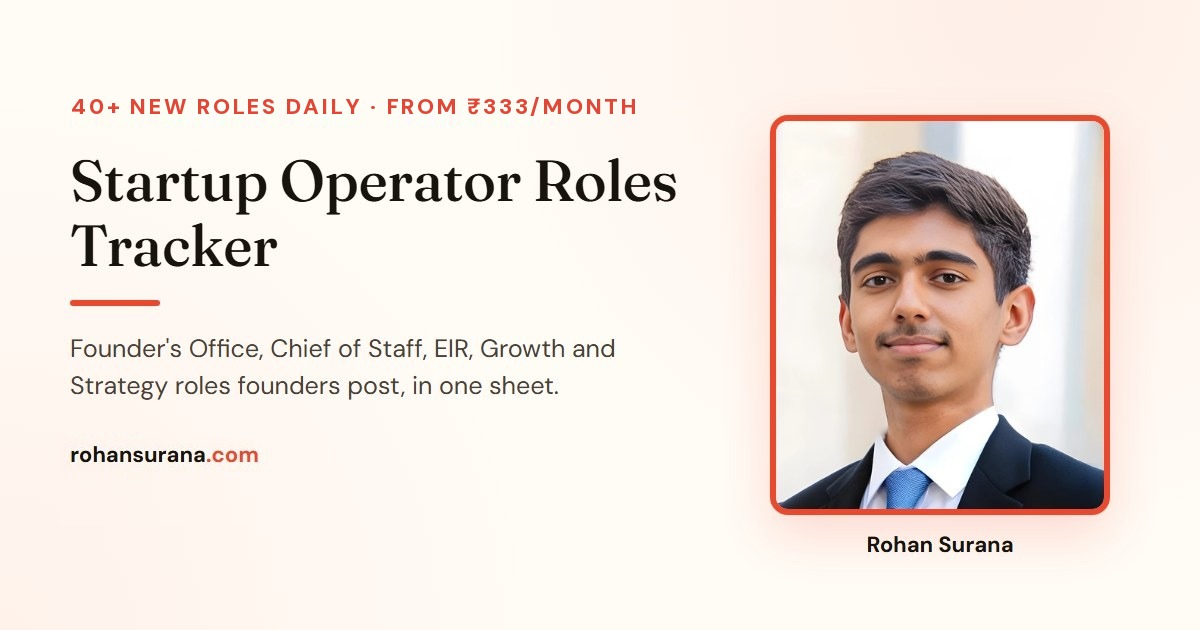 40+ NEW ROLES DAILY · FROM ₹333/MONTH
Startup Operator Roles
Tracker
Founder's Office, Chief of Staff, EIR, Growth and
Strategy roles founders post, in one sheet.
rohansurana.com
Rohan Surana